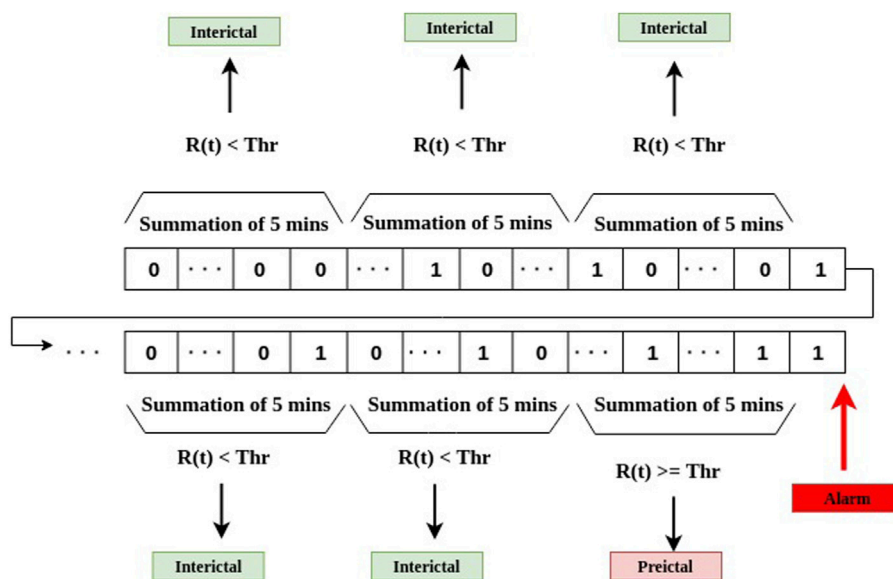 Interictal Interictal Interictal
R(t) < Thr R(t) < Thr R(t) < Thr
Summation of 5 mins Summation of 5 mins Summation of 5 mins
0 ··· 0 0 ··· 1 0 ··· 1 0 ··· 0 1
··· 0 ··· 0 1 0 ··· 1 0 ··· 1 ··· 1 1
Summation of 5 mins Summation of 5 mins Summation of 5 mins
R(t) < Thr R(t) < Thr R(t) >= Thr
Alarm
Interictal Interictal Preictal